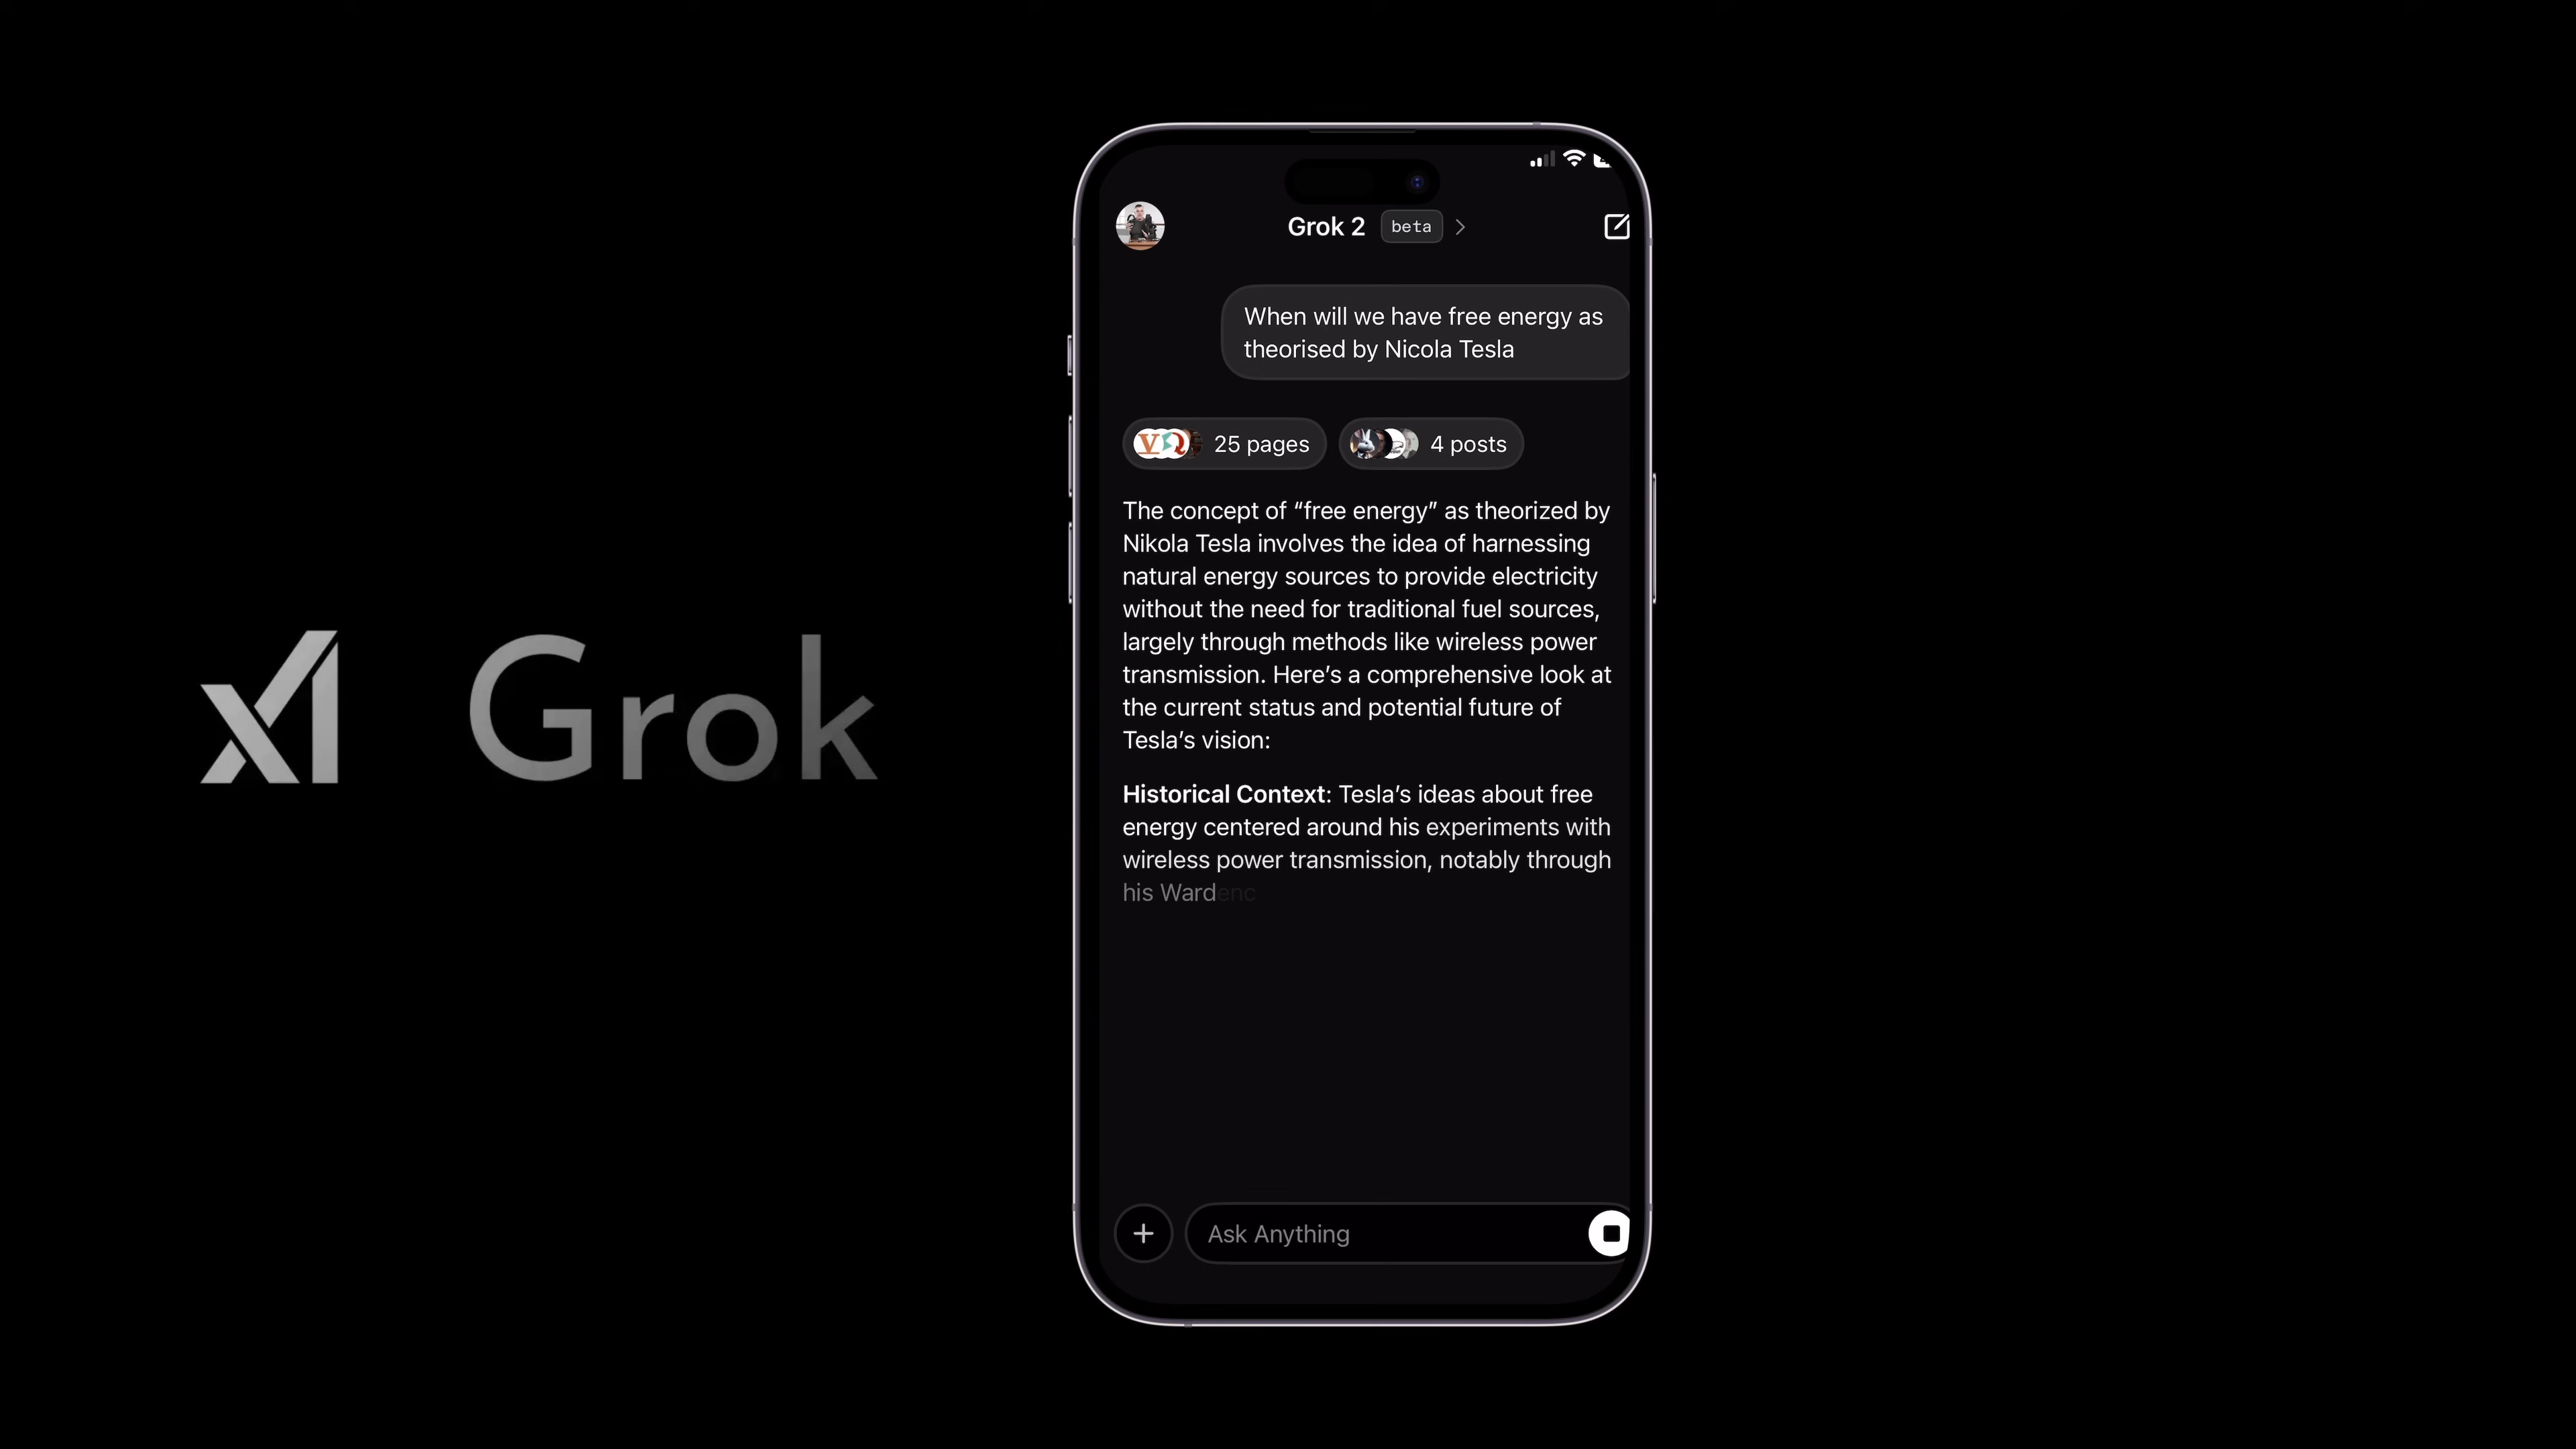 xI Grok
Grok 2 beta
When will we have free energy as
theorised by Nicola Tesla
25 pages 4 posts
The concept of “free energy” as theorized by
Nikola Tesla involves the idea of harnessing
natural energy sources to provide electricity
without the need for traditional fuel sources,
largely through methods like wireless power
transmission. Here’s a comprehensive look at
the current status and potential future of
Tesla’s vision:
Historical Context: Tesla’s ideas about free
energy centered around his experiments with
wireless power transmission, notably through
his Wardenc
Ask Anything